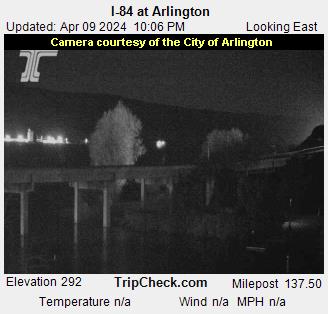 I-84 at Arlington
Updated: Apr 09 2024 10:06 PM Looking East
Camera courtesy of the City of Arlington
Elevation 292 TripCheck.com Milepost 137.50
Temperature n/a Wind n/a MPH n/a